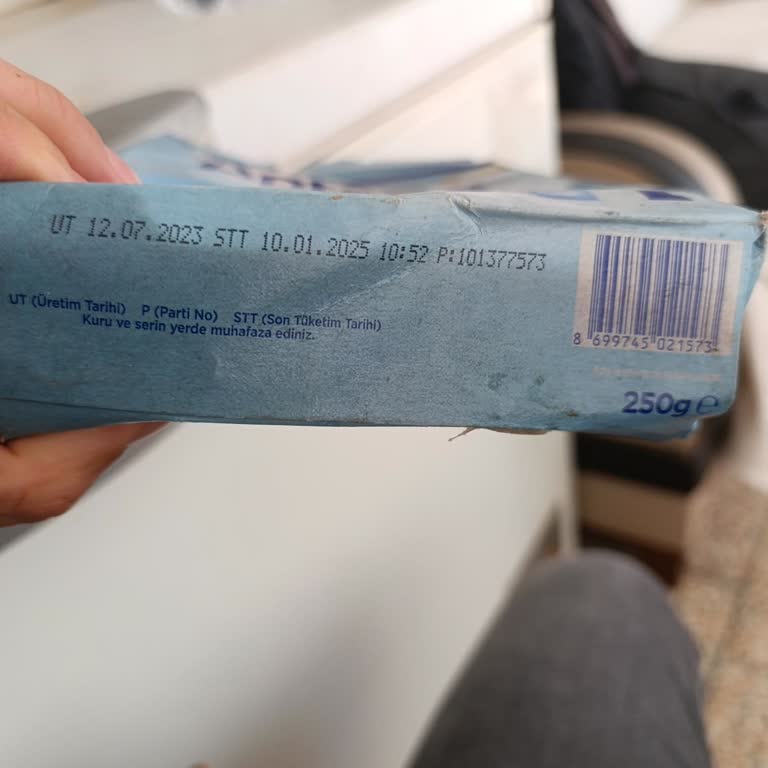 UT 12.07.2023 STT 10.01.2025 10:52 P:101377573
UT (Üretim Tarihi) P (Parti No) STT (Son Tüketim Tarihi)
Kuru ve serin yerde muhafaza ediniz.
8 699745 021573
250g ℮